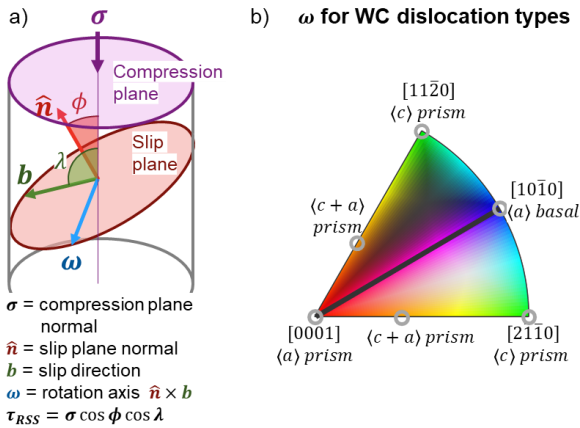 a)
σ
Compression
plane
n̂
ϕ
Slip
plane
λ
b
ω
σ = compression plane
normal
n̂ = slip plane normal
b = slip direction
ω = rotation axis n̂ × b
τ_RSS = σ cos ϕ cos λ
b) ω for WC dislocation types
[112̄0]
⟨c⟩ prism
[101̄0]
⟨a⟩ basal
⟨c + a⟩
prism
[0001]
⟨a⟩ prism
⟨c + a⟩ prism
[21̄1̄0]
⟨c⟩ prism